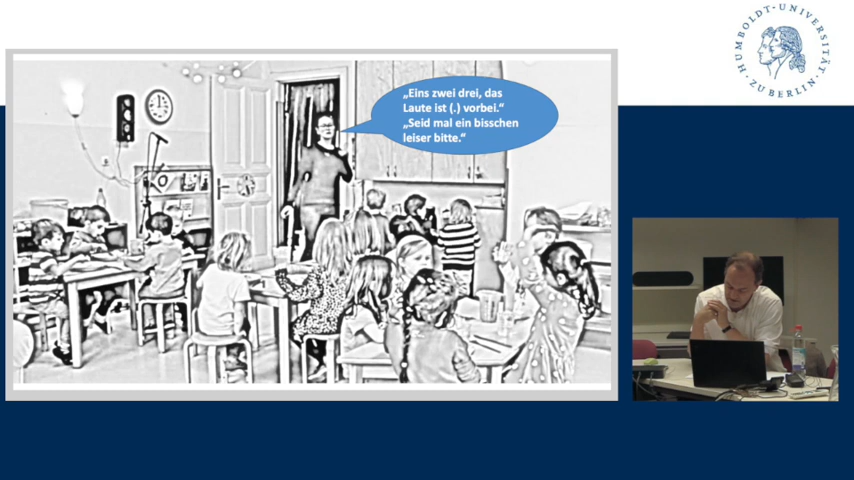 HUMBOLDT-UNIVERSITÄT
ZU BERLIN
„Eins zwei drei, das
Laute ist (.) vorbei.“
„Seid mal ein bisschen
leiser bitte.“